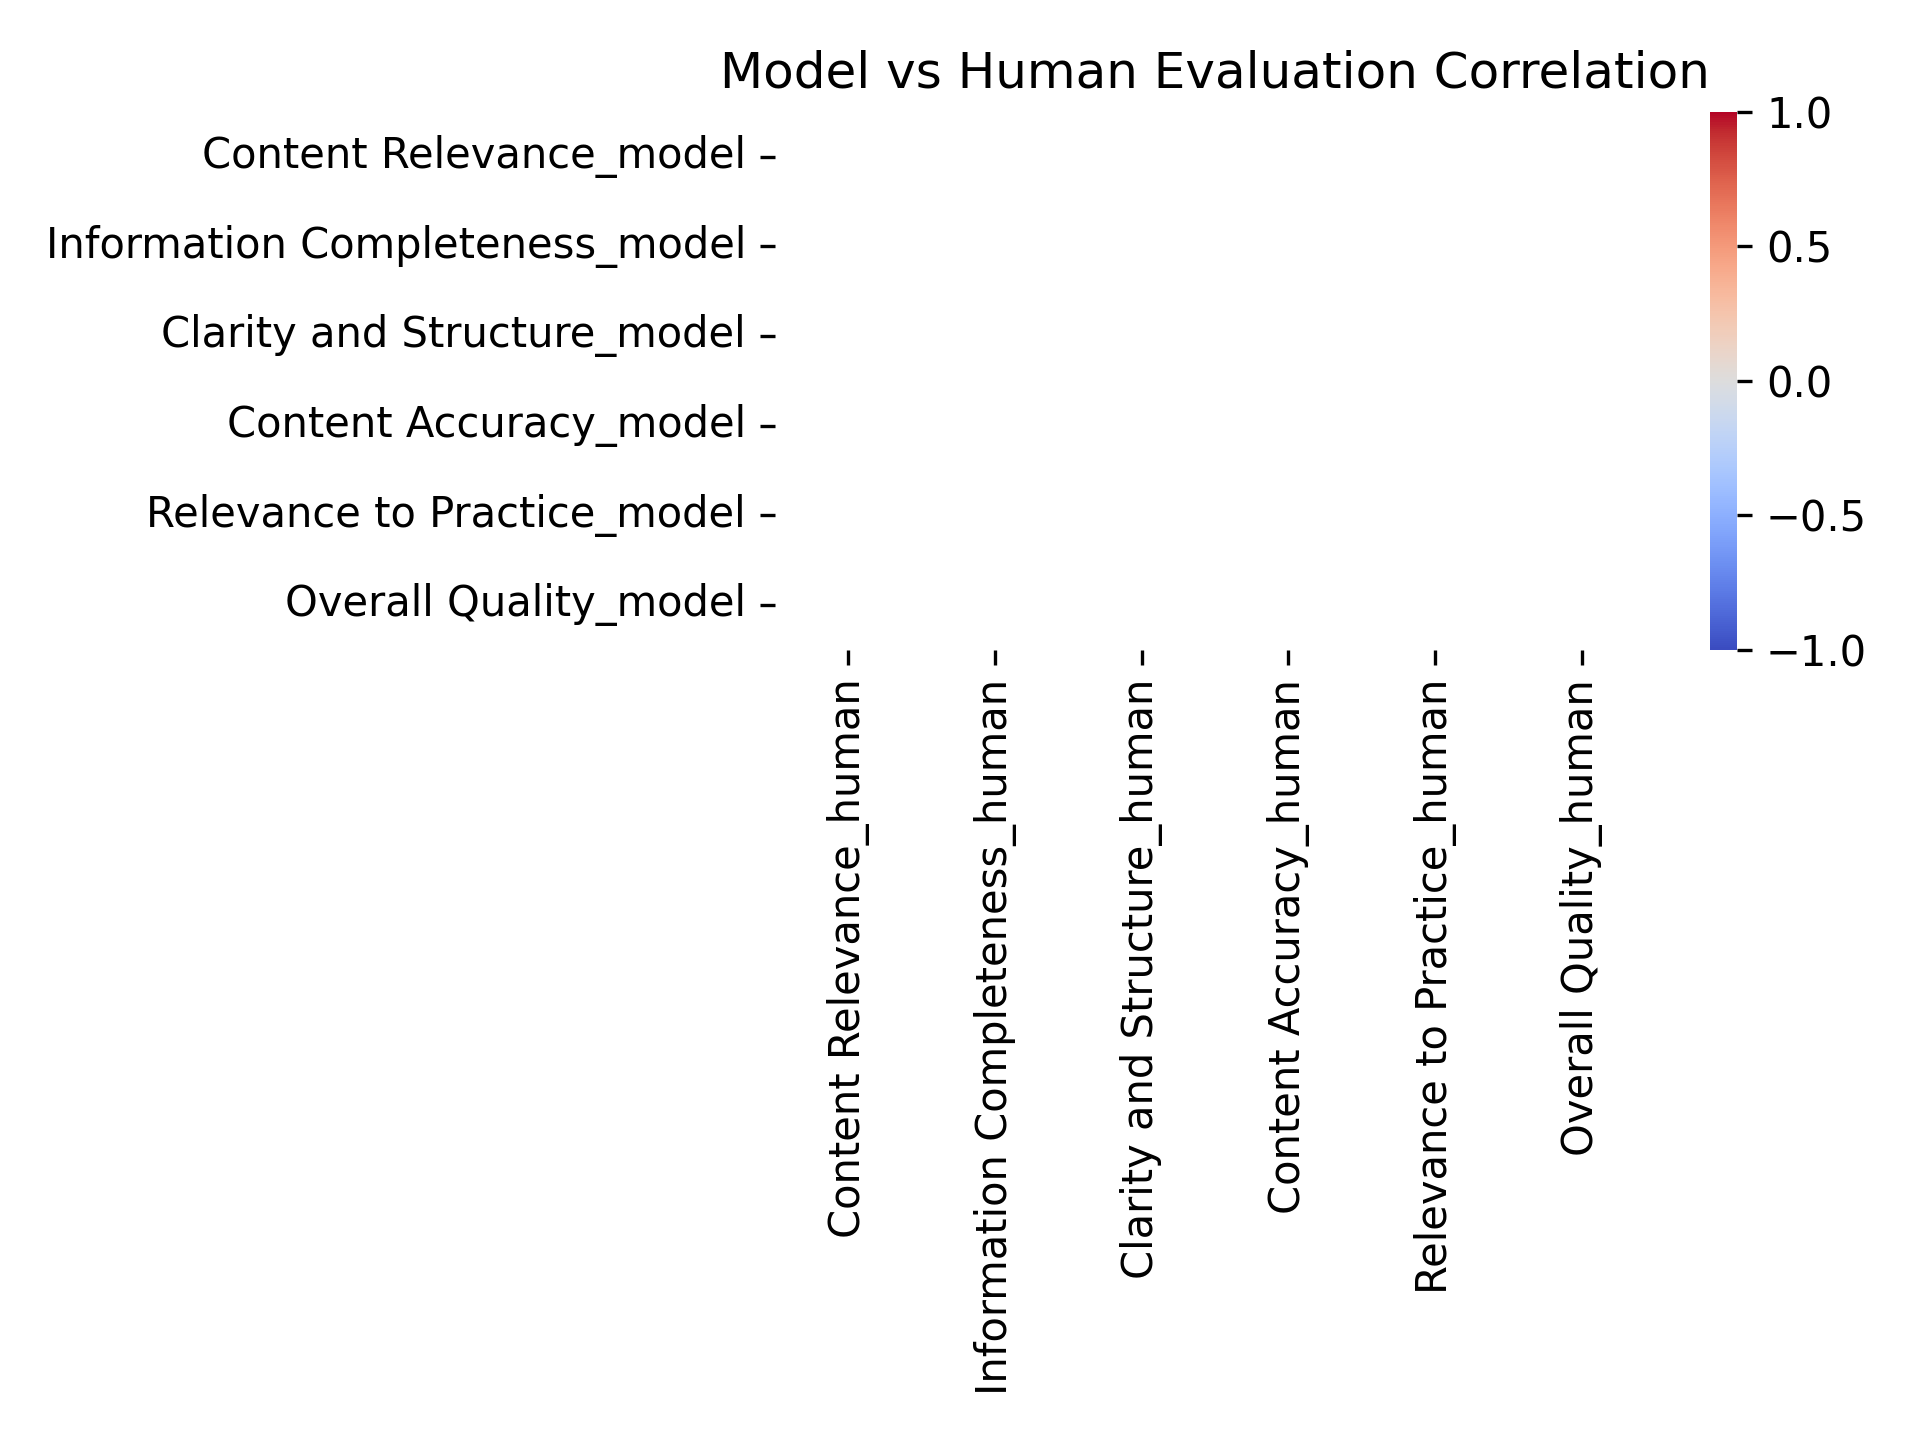 Model vs Human Evaluation Correlation
Content Relevance_model
Information Completeness_model
Clarity and Structure_model
Content Accuracy_model
Relevance to Practice_model
Overall Quality_model
Content Relevance_human
Information Completeness_human
Clarity and Structure_human
Content Accuracy_human
Relevance to Practice_human
Overall Quality_human
1.0
0.5
0.0
−0.5
−1.0